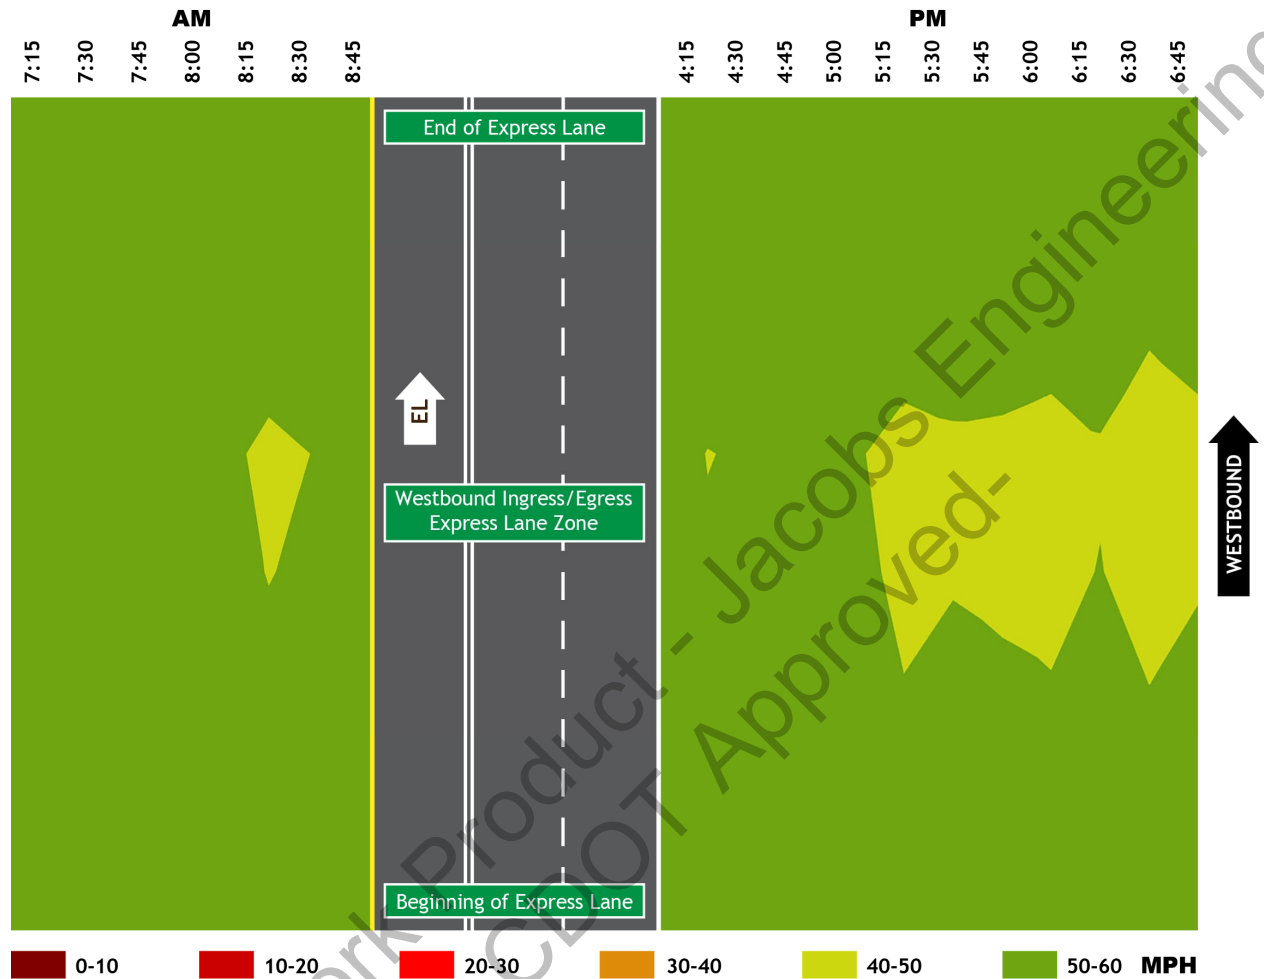 AM
PM
7:15 7:30 7:45 8:00 8:15 8:30 8:45
4:15 4:30 4:45 5:00 5:15 5:30 5:45 6:00 6:15 6:30 6:45
End of Express Lane
EL
Westbound Ingress/Egress
Express Lane Zone
WESTBOUND
Beginning of Express Lane
Product - Jacobs Engineering
CDOT Approved-
0-10 10-20 20-30 30-40 40-50 50-60 MPH